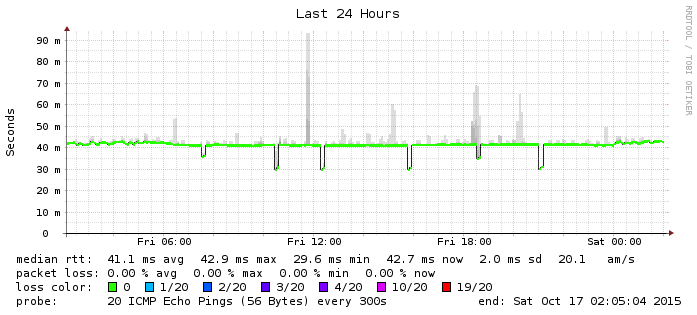 Last 24 Hours
RRDTOOL / TOBI OETIKER
Seconds
90 m
80 m
70 m
60 m
50 m
40 m
30 m
20 m
10 m
0
Fri 06:00 Fri 12:00 Fri 18:00 Sat 00:00
median rtt: 41.1 ms avg 42.9 ms max 29.6 ms min 42.7 ms now 2.0 ms sd 20.1 am/s
packet loss: 0.00 % avg 0.00 % max 0.00 % min 0.00 % now
loss color: 0 1/20 2/20 3/20 4/20 10/20 19/20
probe: 20 ICMP Echo Pings (56 Bytes) every 300s end: Sat Oct 17 02:05:04 2015